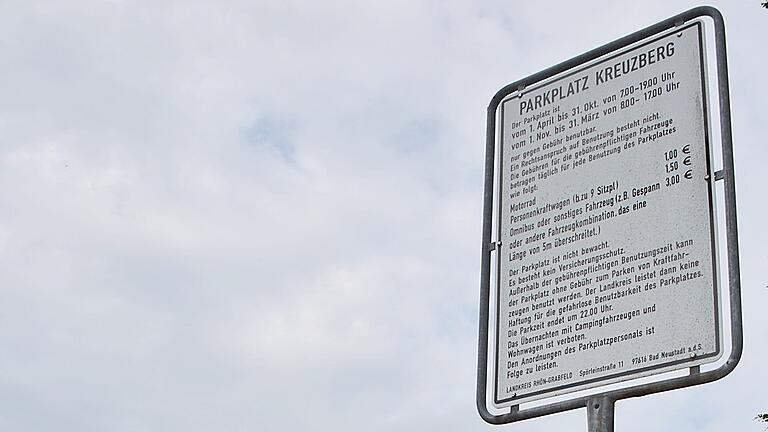 PARKPLATZ KREUZBERG
Der Parkplatz ist
vom 1. April bis 31. Okt. von 7.00-19.00 Uhr
vom 1. Nov. bis 31. März von 8.00-17.00 Uhr
nur gegen Gebühr benutzbar.
Ein Rechtsanspruch auf Benutzung besteht nicht.
Die Gebühren für die gebührenpflichtigen Fahrzeuge
betragen täglich für jede Benutzung des Parkplatzes
wie folgt.
Motorrad 1,00 €
Personenkraftwagen (b.zu 9 Sitzpl) 1,50 €
Omnibus oder sonstiges Fahrzeug (z.B. Gespann 3,00 €
oder andere Fahrzeugkombination, das eine
Länge von 5m überschreitet.)
Der Parkplatz ist nicht bewacht.
Es besteht kein Versicherungsschutz.
Außerhalb der gebührenpflichtigen Benutzungszeit kann
der Parkplatz ohne Gebühr zum Parken von Kraftfahr-
zeugen benutzt werden. Der Landkreis leistet dann keine
Haftung für die gefahrlose Benutzbarkeit des Parkplatzes.
Die Parkzeit endet um 22.00 Uhr.
Das Übernachten mit Campingfahrzeugen und
Wohnwagen ist verboten.
Den Anordnungen des Parkplatzpersonals ist
Folge zu leisten.
LANDKREIS RHÖN-GRABFELD Spörleinstraße 11 97616 Bad Neustadt a.d.S.